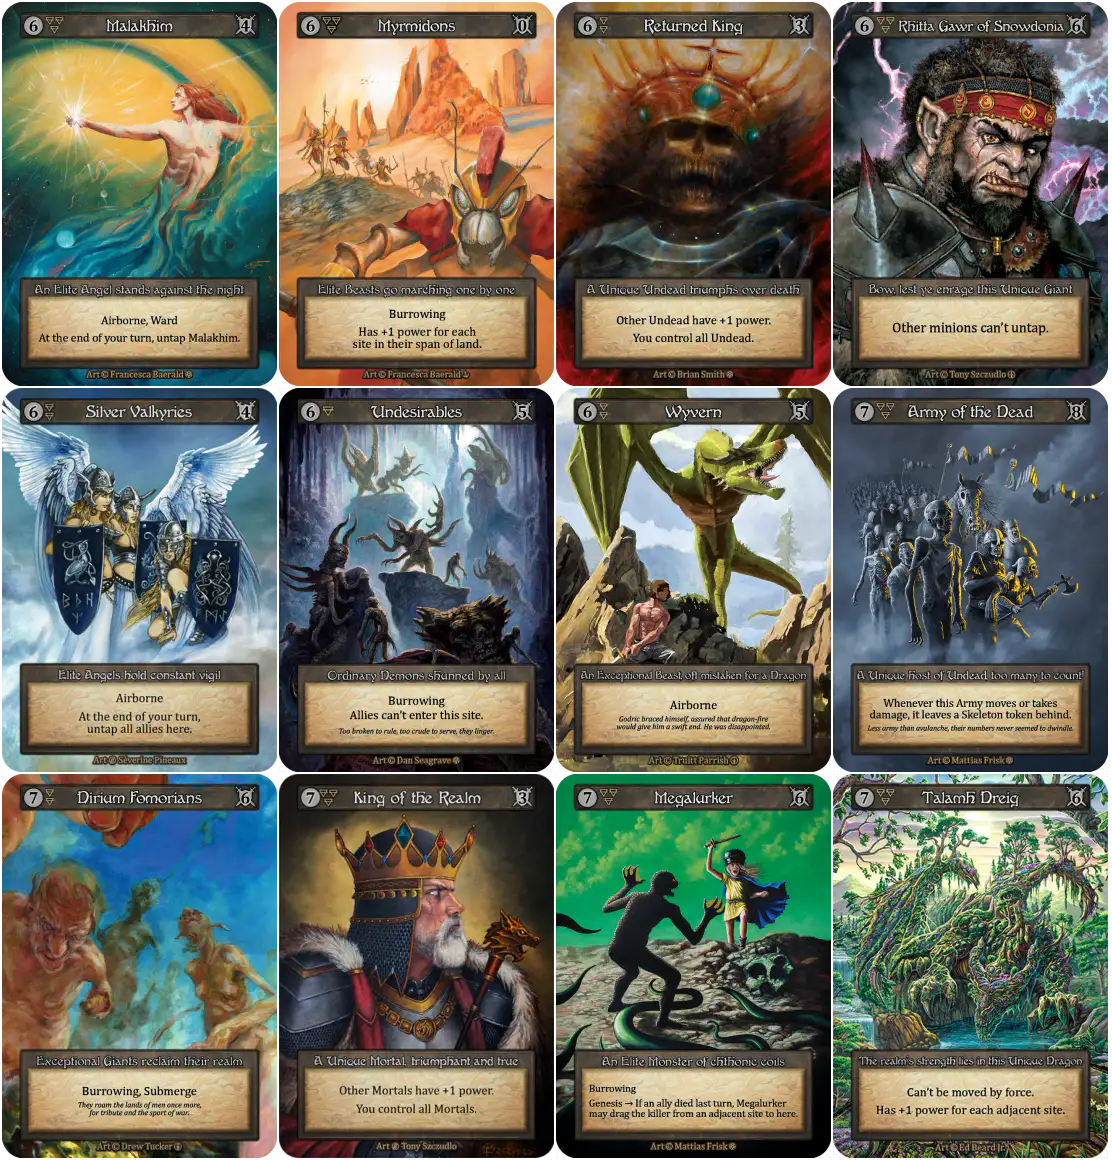 6 Malakhim 4
An Elite Angel stands against the night
Airborne, Ward
At the end of your turn, untap Malakhim.
Art © Francesca Baerald
6 Myrmidons 0
Elite Beasts go marching one by one
Burrowing
Has +1 power for each
site in their span of land.
Art © Francesca Baerald
6 Returned King 3
A Unique Undead triumphs over death
Other Undead have +1 power.
You control all Undead.
Art © Brian Smith
6 Rhitta Gawr of Snowdonia 6
Bow, lest ye enrage this Unique Giant
Other minions can't untap.
Art © Tony Szczudlo
6 Silver Valkyries 4
Elite Angels hold constant vigil
Airborne
At the end of your turn,
untap all allies here.
Art @ Séverine Pineaux
6 Undesirables 5
Ordinary Demons shunned by all
Burrowing
Allies can't enter this site.
Too broken to rule, too crude to serve, they linger.
Art © Dan Seagrave
6 Wyvern 5
An Exceptional Beast, oft mistaken for a Dragon
Airborne
Godric braced himself, assured that dragon-fire
would give him a swift end. He was disappointed.
Art © Truitt Parrish
7 Army of the Dead 8
A Unique host of Undead, too many to count!
Whenever this Army moves or takes
damage, it leaves a Skeleton token behind.
Less army than avalanche, their numbers never seemed to dwindle.
Art © Mattias Frisk
7 Dirium Fomorians 6
Exceptional Giants reclaim their realm
Burrowing, Submerge
They roam the lands of men once more,
for tribute and the sport of war.
Art © Drew Tucker
7 King of the Realm 3
A Unique Mortal, triumphant and true
Other Mortals have +1 power.
You control all Mortals.
Art @ Tony Szczudlo
7 Megalurker 6
An Elite Monster of chthonic coils
Burrowing
Genesis → If an ally died last turn, Megalurker
may drag the killer from an adjacent site to here.
Art © Mattias Frisk
7 Talamh Dreig 6
The realm's strength lies in this Unique Dragon
Can't be moved by force.
Has +1 power for each adjacent site.
Art © Ed Beard Jr.